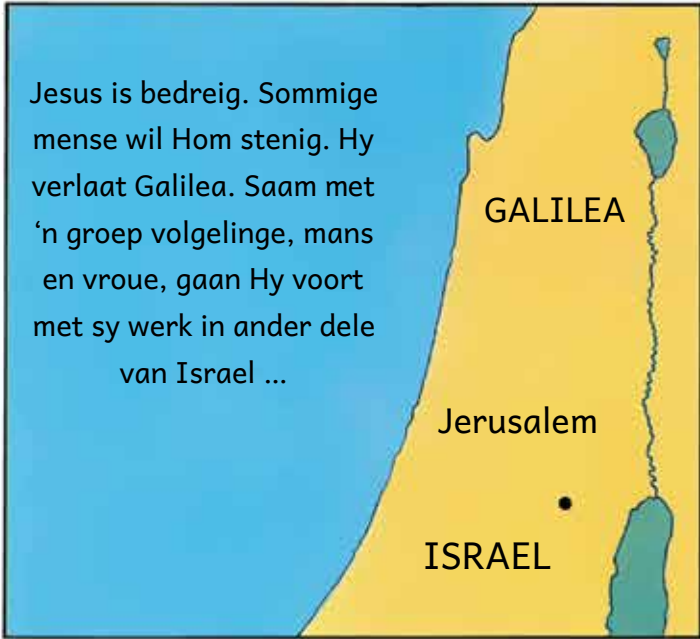 Jesus is bedreig. Sommige
mense wil Hom stenig. Hy
verlaat Galilea. Saam met
‘n groep volgelinge, mans
en vroue, gaan Hy voort
met sy werk in ander dele
van Israel ...
GALILEA
Jerusalem
ISRAEL